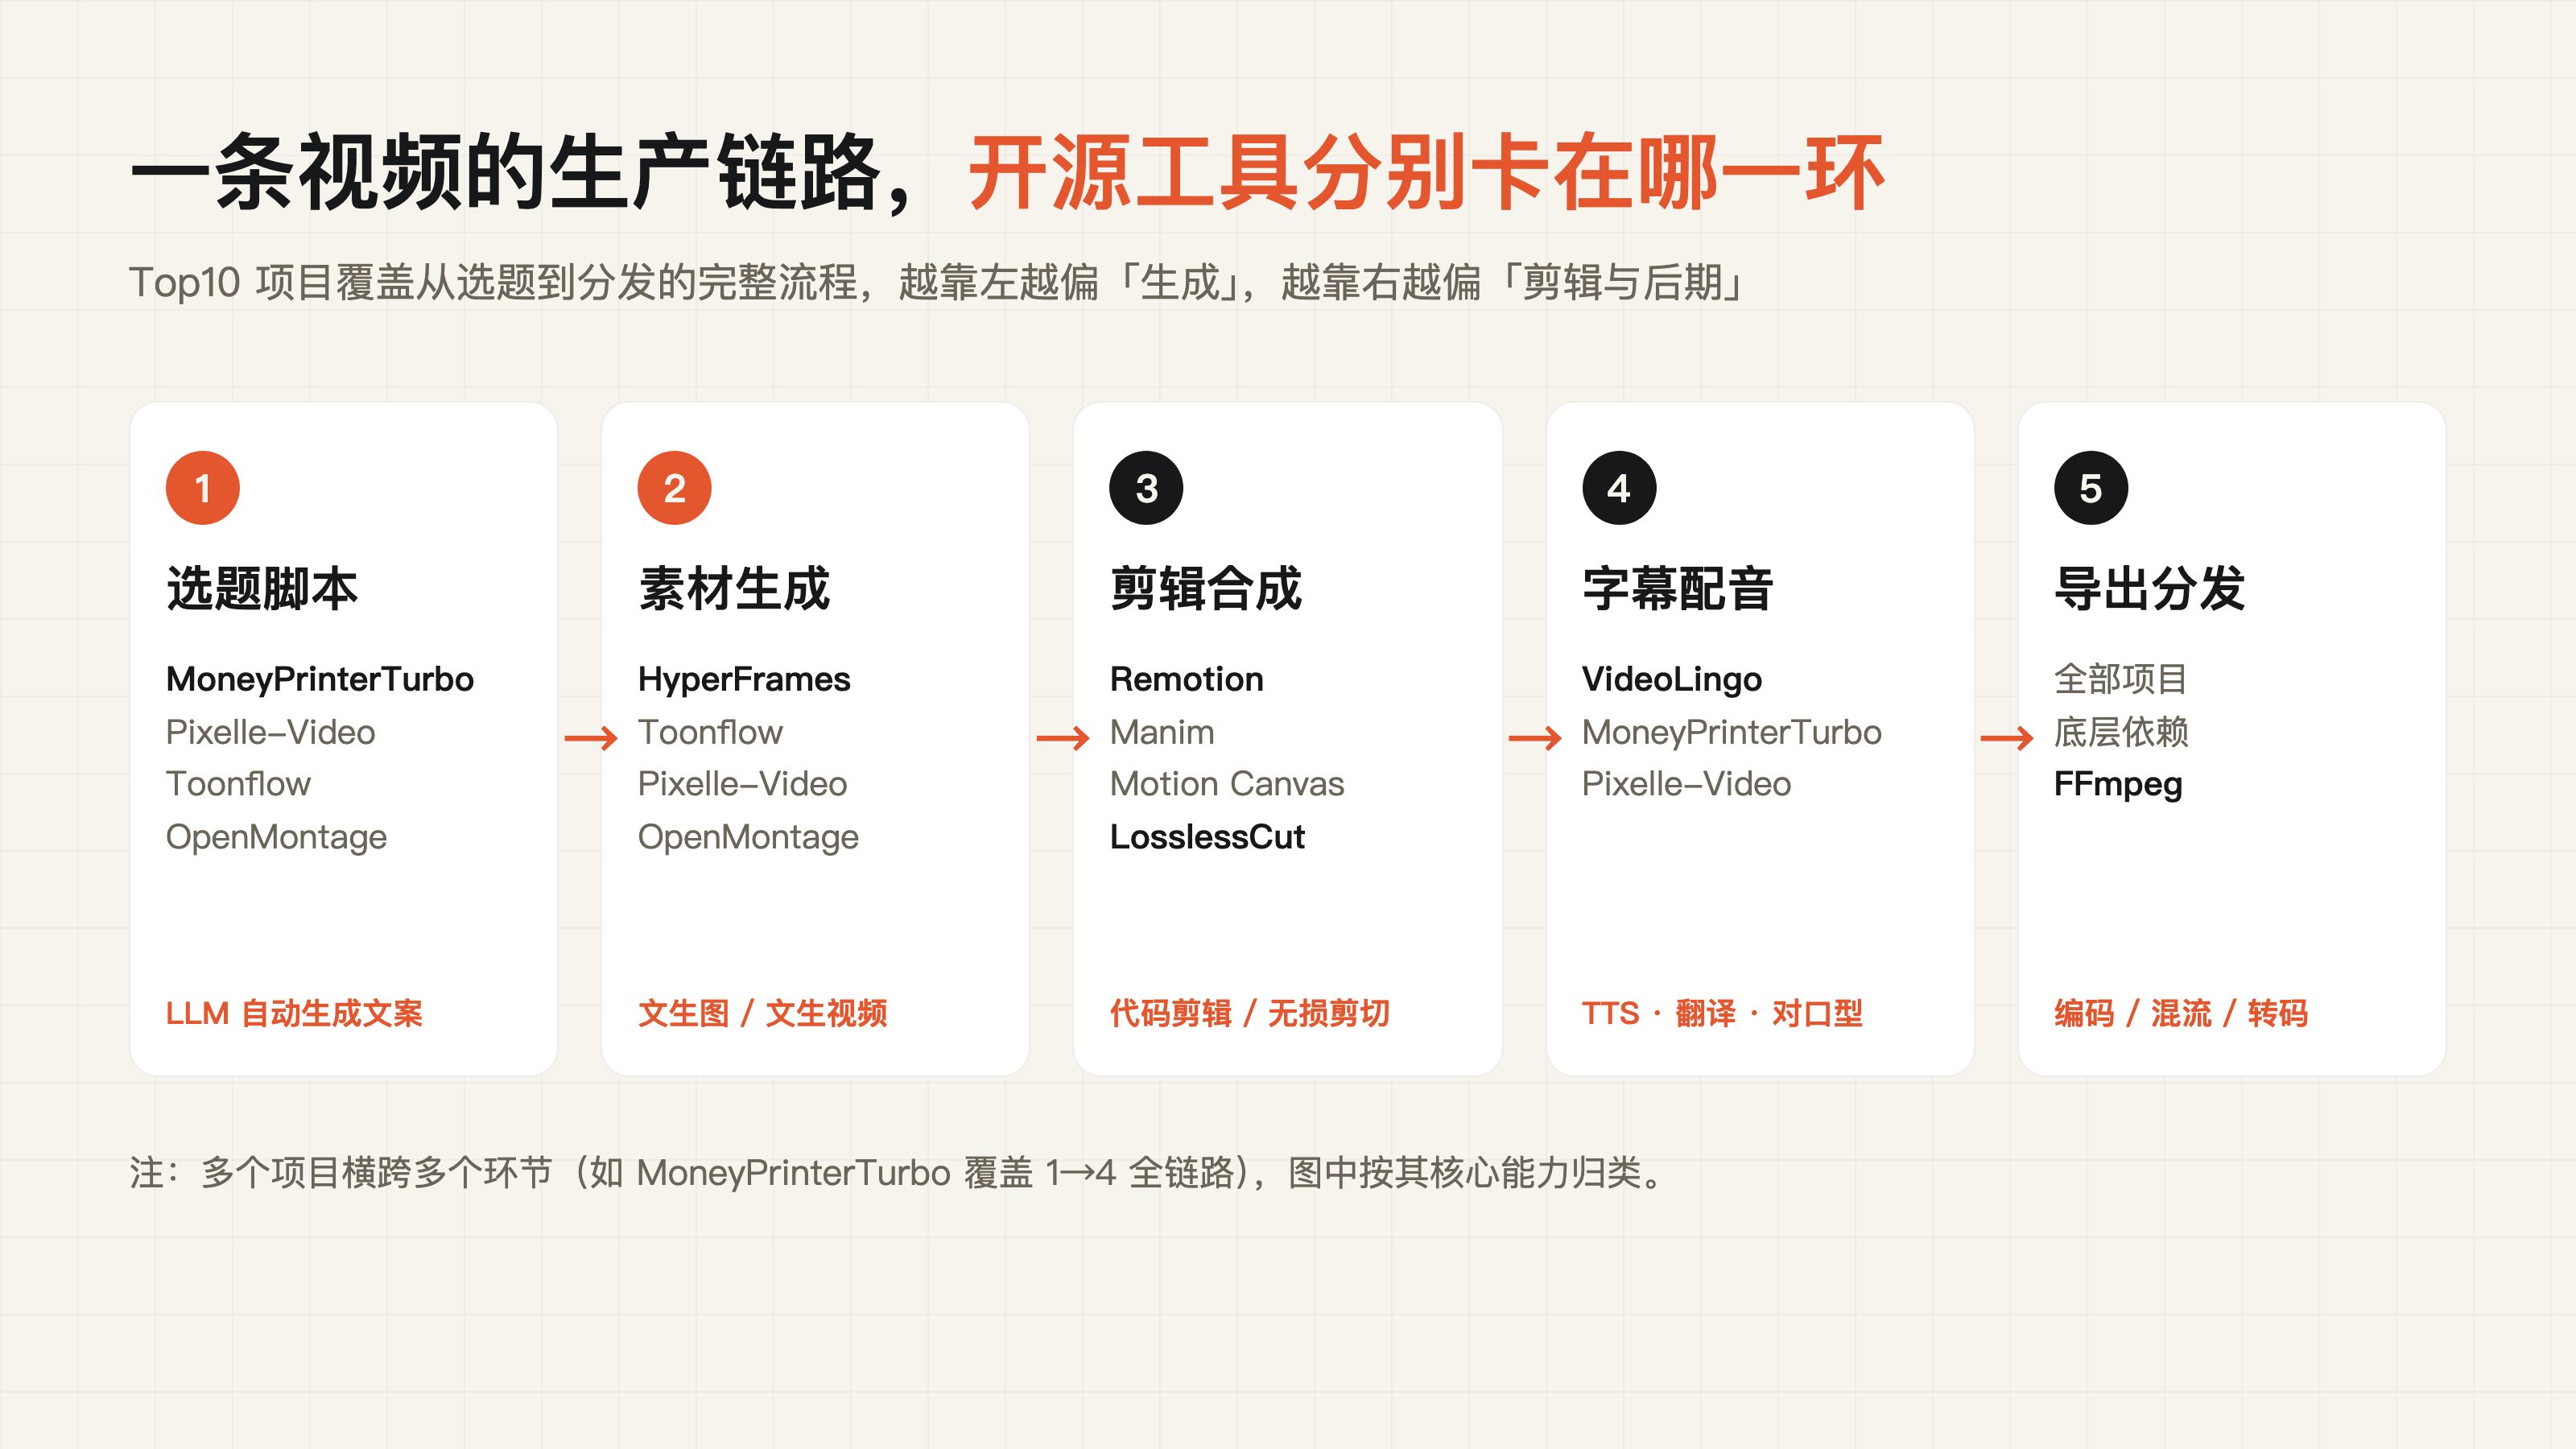 一条视频的生产链路，开源工具分别卡在哪一环
Top10 项目覆盖从选题到分发的完整流程，越靠左越偏「生成」，越靠右越偏「剪辑与后期」
1
选题脚本
MoneyPrinterTurbo
Pixelle-Video
Toonflow
OpenMontage
LLM 自动生成文案
→
2
素材生成
HyperFrames
Toonflow
Pixelle-Video
OpenMontage
文生图 / 文生视频
→
3
剪辑合成
Remotion
Manim
Motion Canvas
LosslessCut
代码剪辑 / 无损剪切
→
4
字幕配音
VideoLingo
MoneyPrinterTurbo
Pixelle-Video
TTS · 翻译 · 对口型
→
5
导出分发
全部项目
底层依赖
FFmpeg
编码 / 混流 / 转码
注：多个项目横跨多个环节（如 MoneyPrinterTurbo 覆盖 1→4 全链路），图中按其核心能力归类。